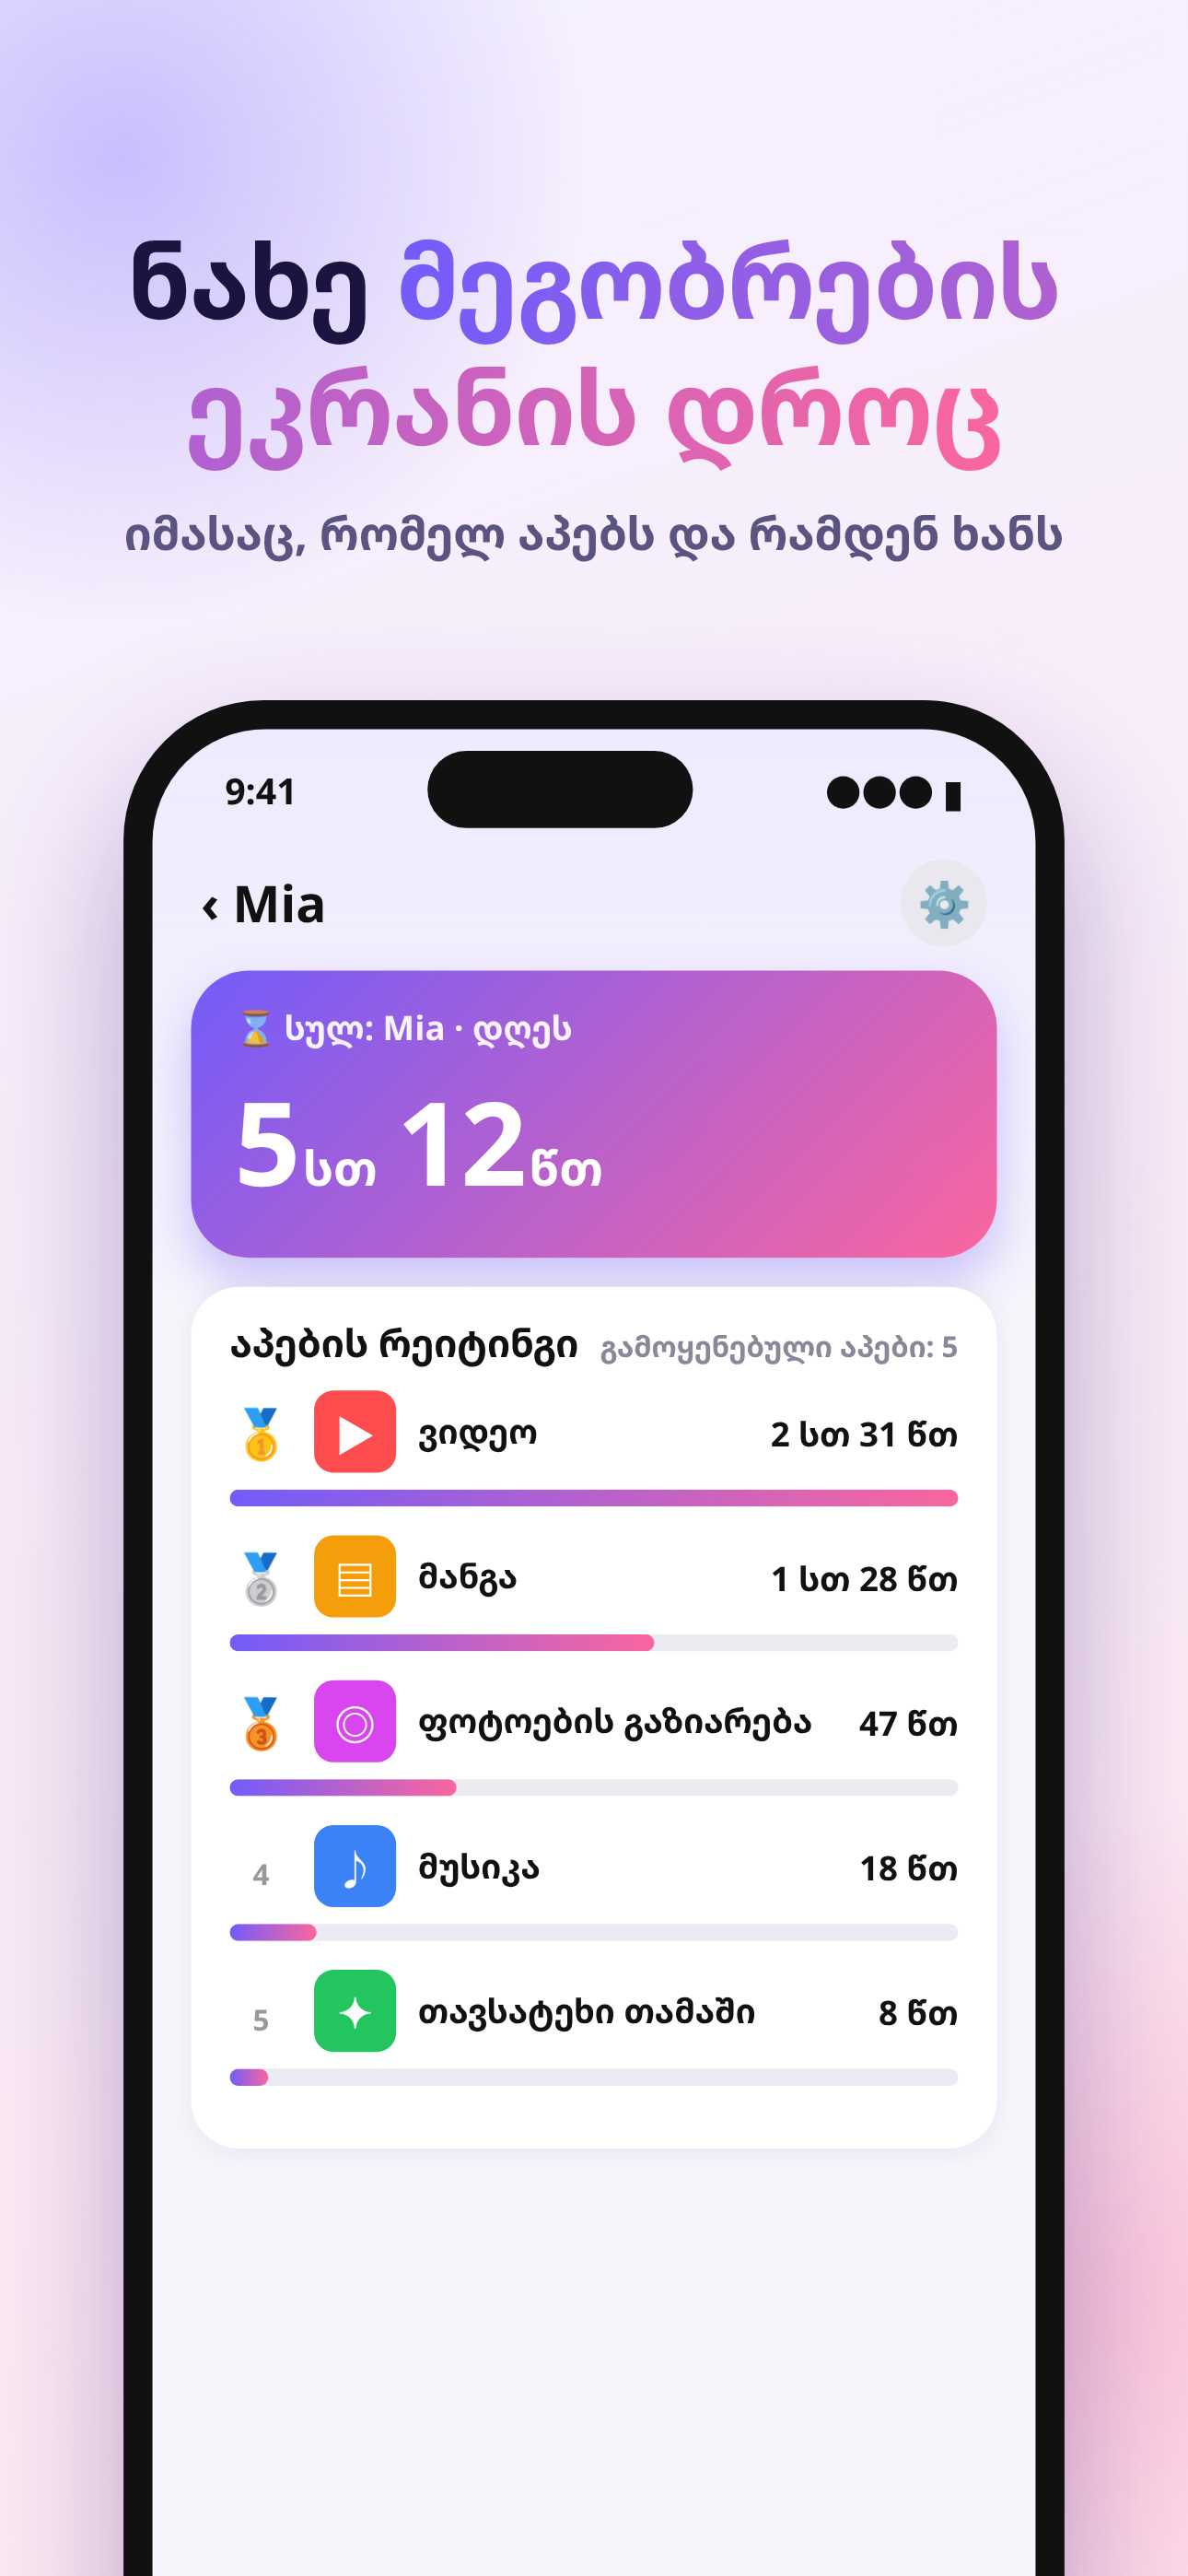 ნახე მეგობრების
ეკრანის დროც
იმასაც, რომელ აპებს და რამდენ ხანს
9:41
‹ Mia
⌛ სულ: Mia · დღეს
5სთ 12წთ
აპების რეიტინგი გამოყენებული აპები: 5
🥇 ვიდეო 2 სთ 31 წთ
🥈 მანგა 1 სთ 28 წთ
🥉 ფოტოების გაზიარება 47 წთ
4 მუსიკა 18 წთ
5 თავსატეხი თამაში 8 წთ